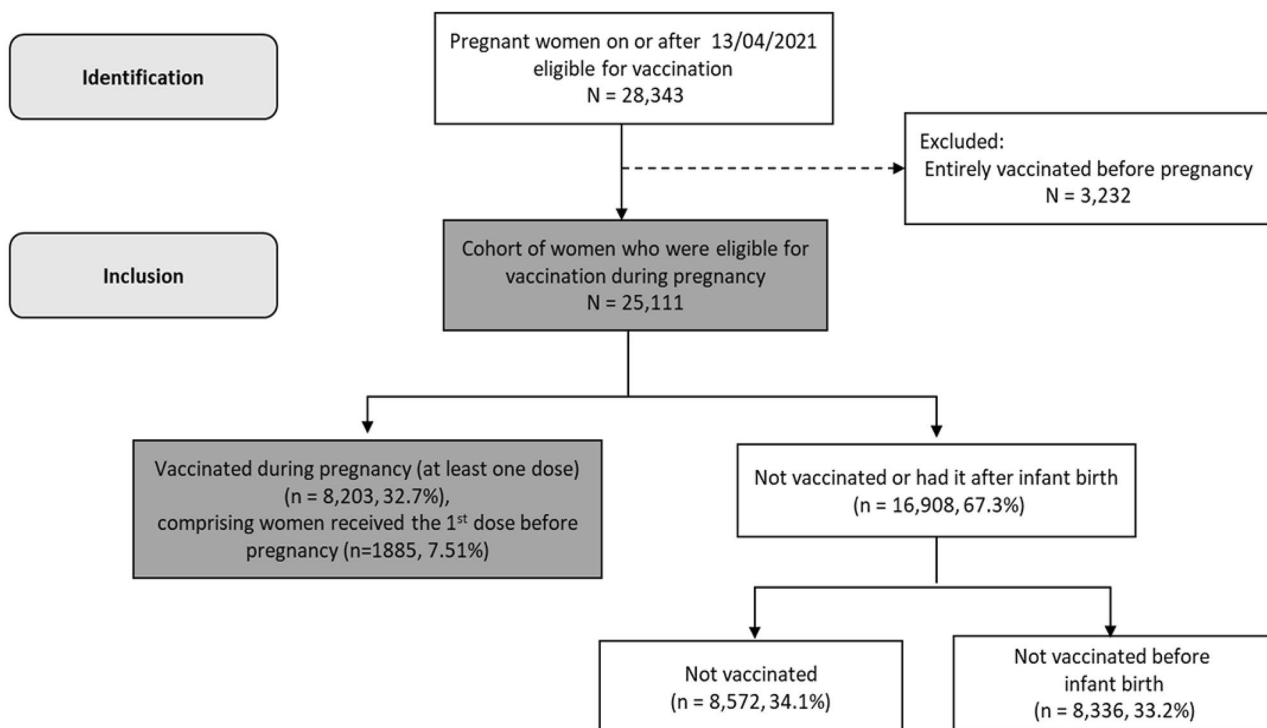 Identification
Pregnant women on or after 13/04/2021
eligible for vaccination
N = 28,343
Excluded:
Entirely vaccinated before pregnancy
N = 3,232
Inclusion
Cohort of women who were eligible for
vaccination during pregnancy
N = 25,111
Vaccinated during pregnancy (at least one dose)
(n = 8,203, 32.7%),
comprising women received the 1st dose before
pregnancy (n=1885, 7.51%)
Not vaccinated or had it after infant birth
(n = 16,908, 67.3%)
Not vaccinated
(n = 8,572, 34.1%)
Not vaccinated before
infant birth
(n = 8,336, 33.2%)